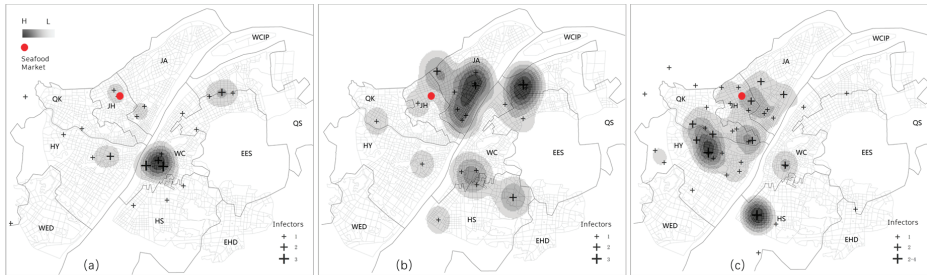 H L
Seafood
Market
WCIP
JA
QK
JH
QS
HY
WC
EES
WED
HS
EHD
Infectors
1
2
3
(a)
WCIP
JA
QK
JH
QS
HY
WC
EES
WED
HS
EHD
Infectors
1
2
3
(b)
WCIP
JA
QK
JH
QS
HY
WC
EES
WED
HS
EHD
Infectors
1
2
2-4
(c)